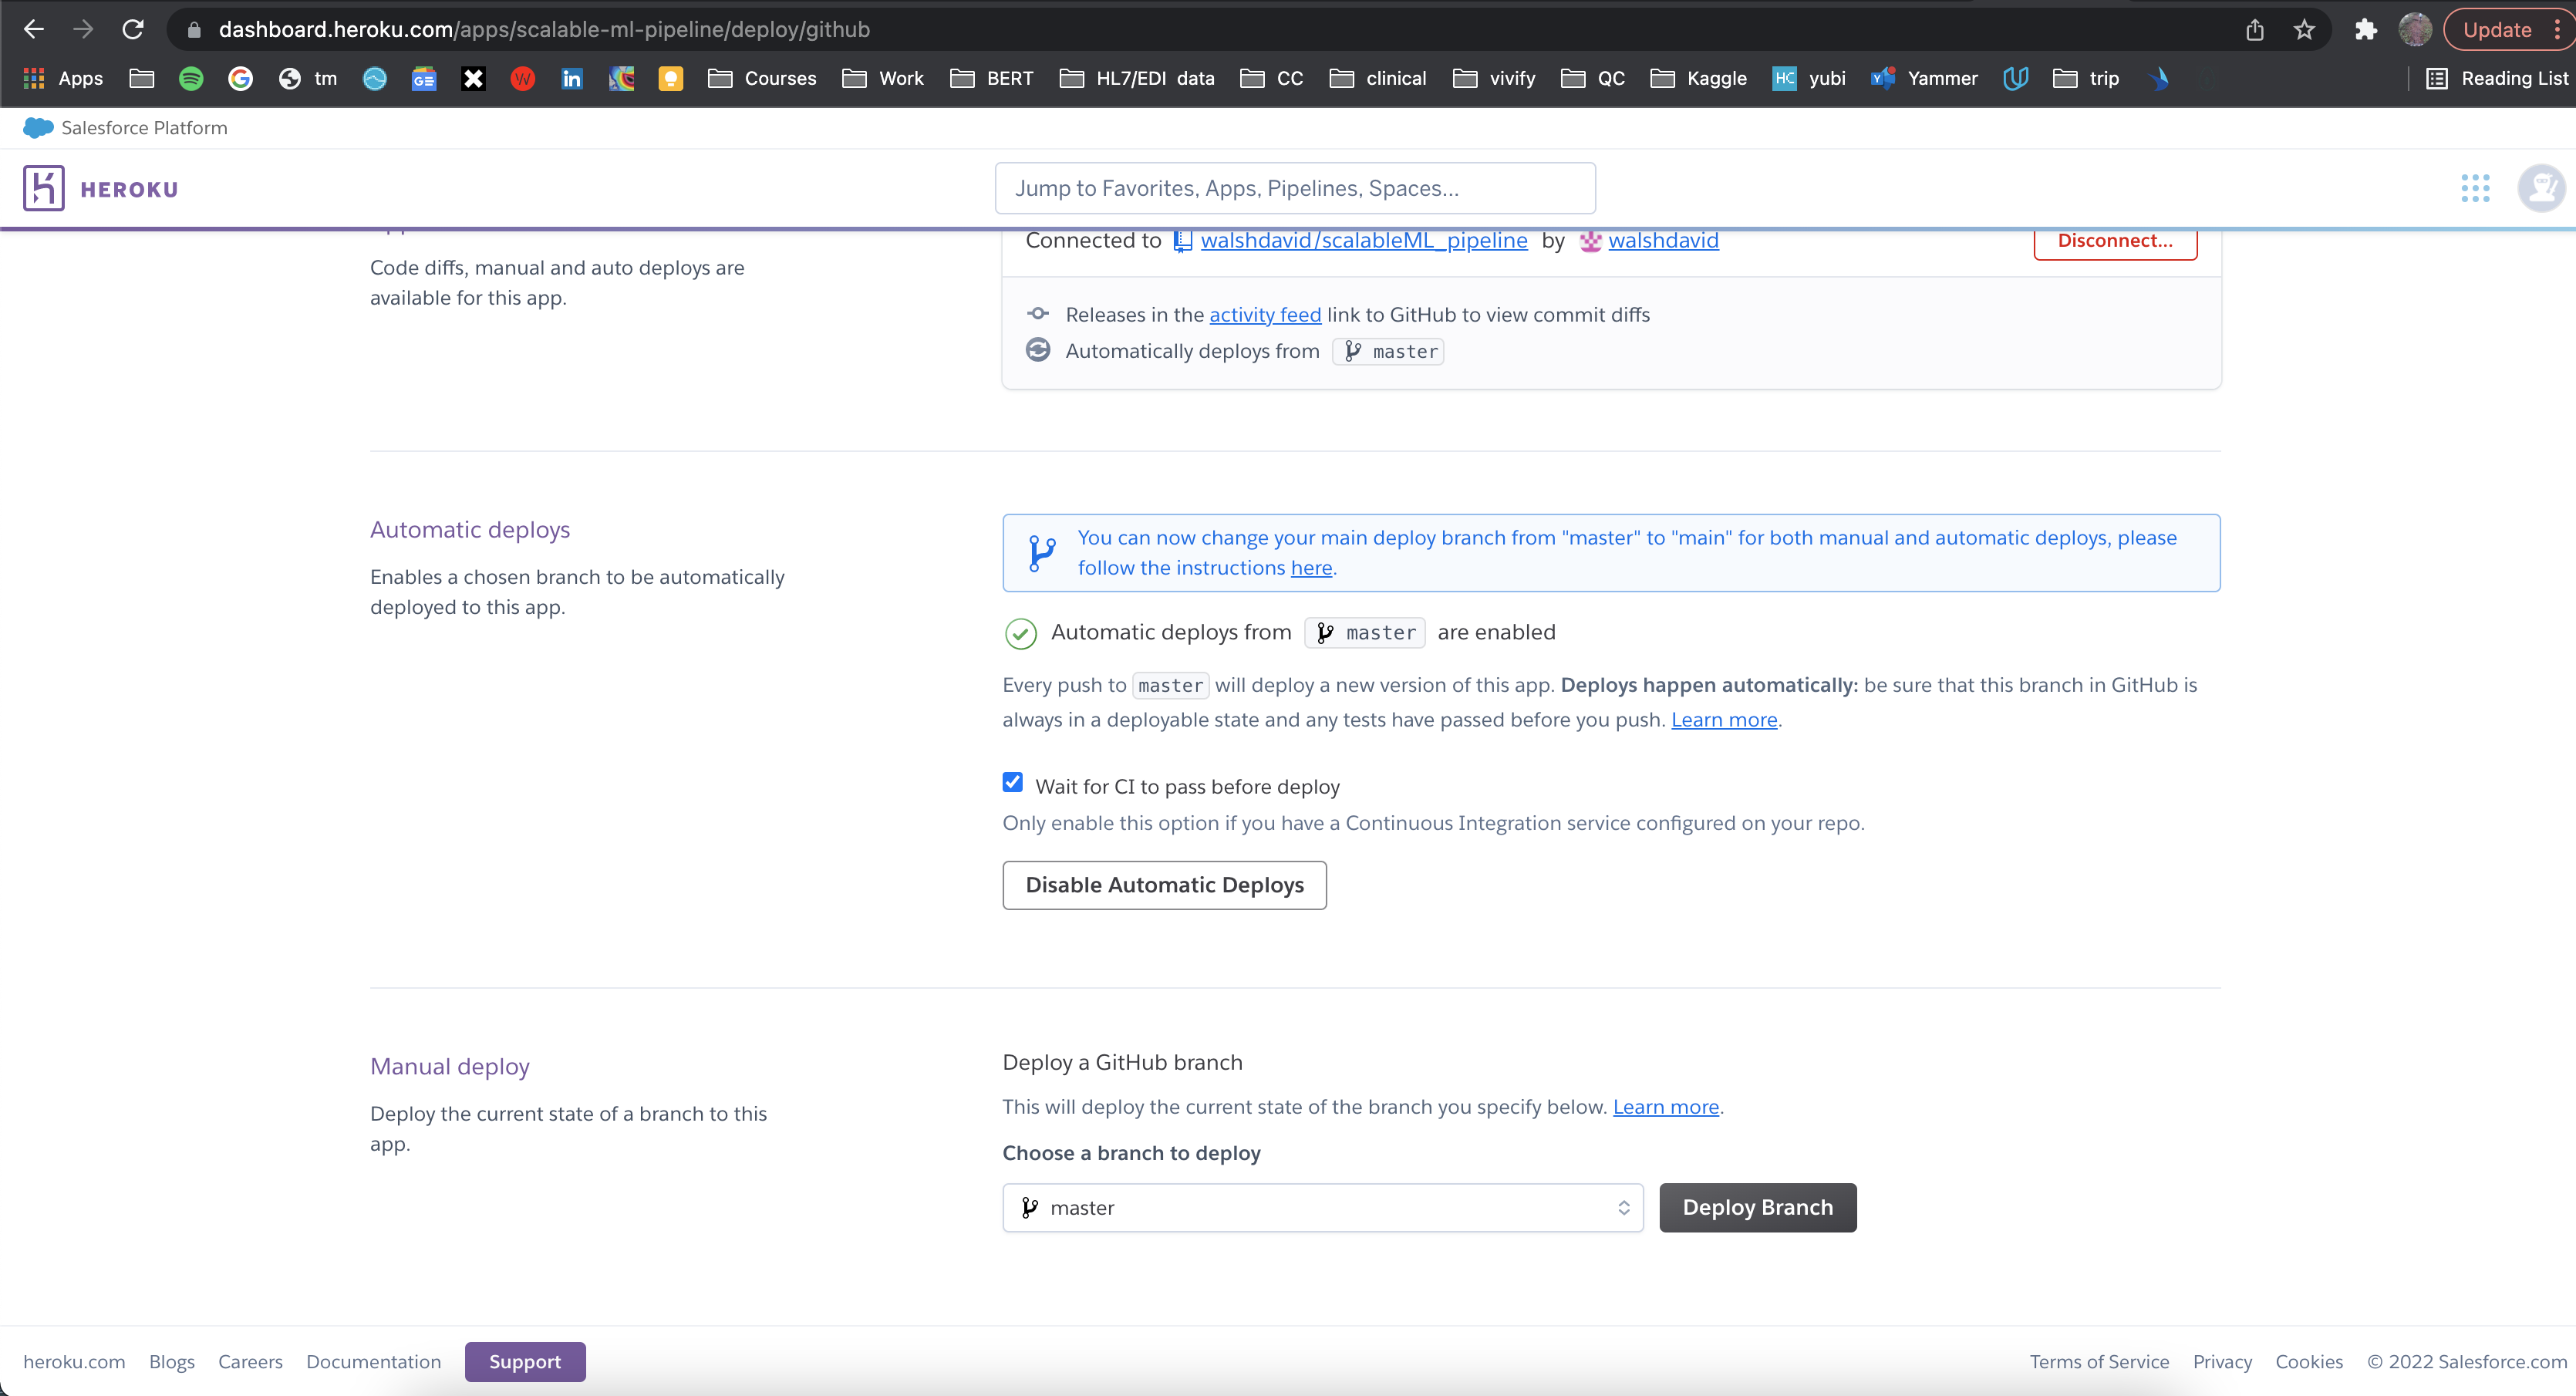 dashboard.heroku.com/apps/scalable-ml-pipeline/deploy/github
Update
Apps
tm
GE
W
in
Courses
Work
BERT
HL7/EDI data
CC
clinical
vivify
QC
Kaggle
HC
yubi
Yammer
trip
Reading List
Salesforce Platform
HEROKU
Jump to Favorites, Apps, Pipelines, Spaces...
Code diffs, manual and auto deploys are
available for this app.
Connected to walshdavid/scalableML_pipeline by walshdavid
Disconnect...
Releases in the activity feed link to GitHub to view commit diffs
Automatically deploys from master
Automatic deploys
Enables a chosen branch to be automatically
deployed to this app.
You can now change your main deploy branch from "master" to "main" for both manual and automatic deploys, please
follow the instructions here.
Automatic deploys from master are enabled
Every push to master will deploy a new version of this app. Deploys happen automatically: be sure that this branch in GitHub is
always in a deployable state and any tests have passed before you push. Learn more.
Wait for CI to pass before deploy
Only enable this option if you have a Continuous Integration service configured on your repo.
Disable Automatic Deploys
Manual deploy
Deploy the current state of a branch to this
app.
Deploy a GitHub branch
This will deploy the current state of the branch you specify below. Learn more.
Choose a branch to deploy
master
Deploy Branch
heroku.com
Blogs
Careers
Documentation
Support
Terms of Service
Privacy
Cookies
© 2022 Salesforce.com